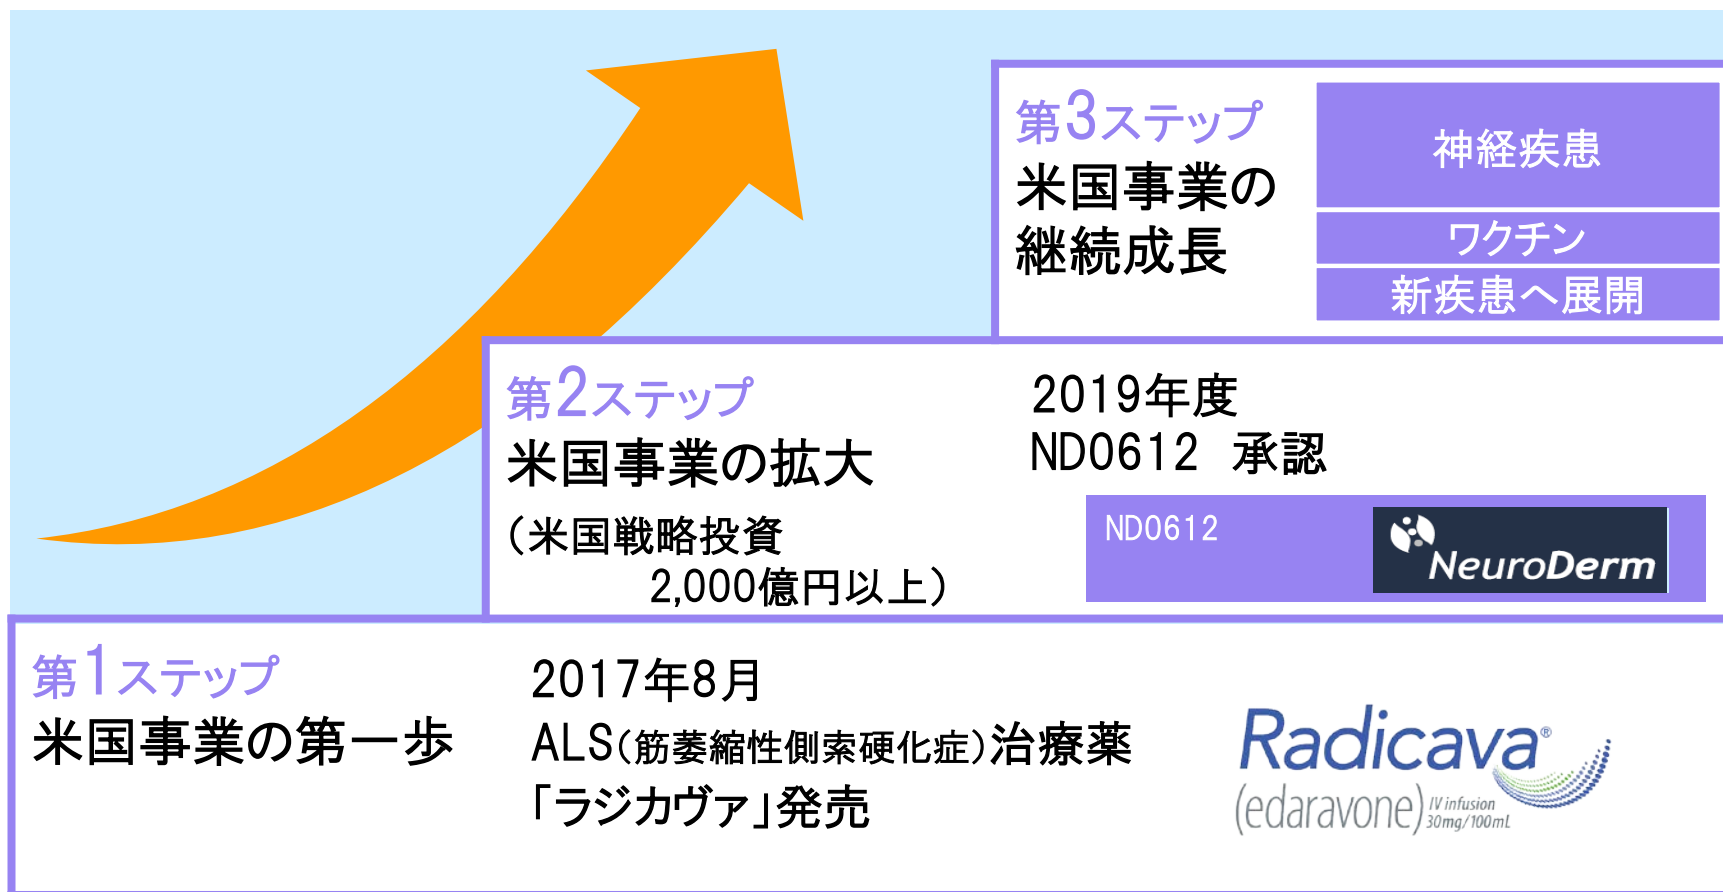 第3ステップ
米国事業の
継続成長
神経疾患
ワクチン
新疾患へ展開
第2ステップ
米国事業の拡大
（米国戦略投資
2,000億円以上）
2019年度
ND0612 承認
ND0612
NeuroDerm
第1ステップ
米国事業の第一歩
2017年8月
ALS（筋萎縮性側索硬化症）治療薬
「ラジカヴァ」発売
Radicava®
(edaravone) IV infusion
30mg/100mL